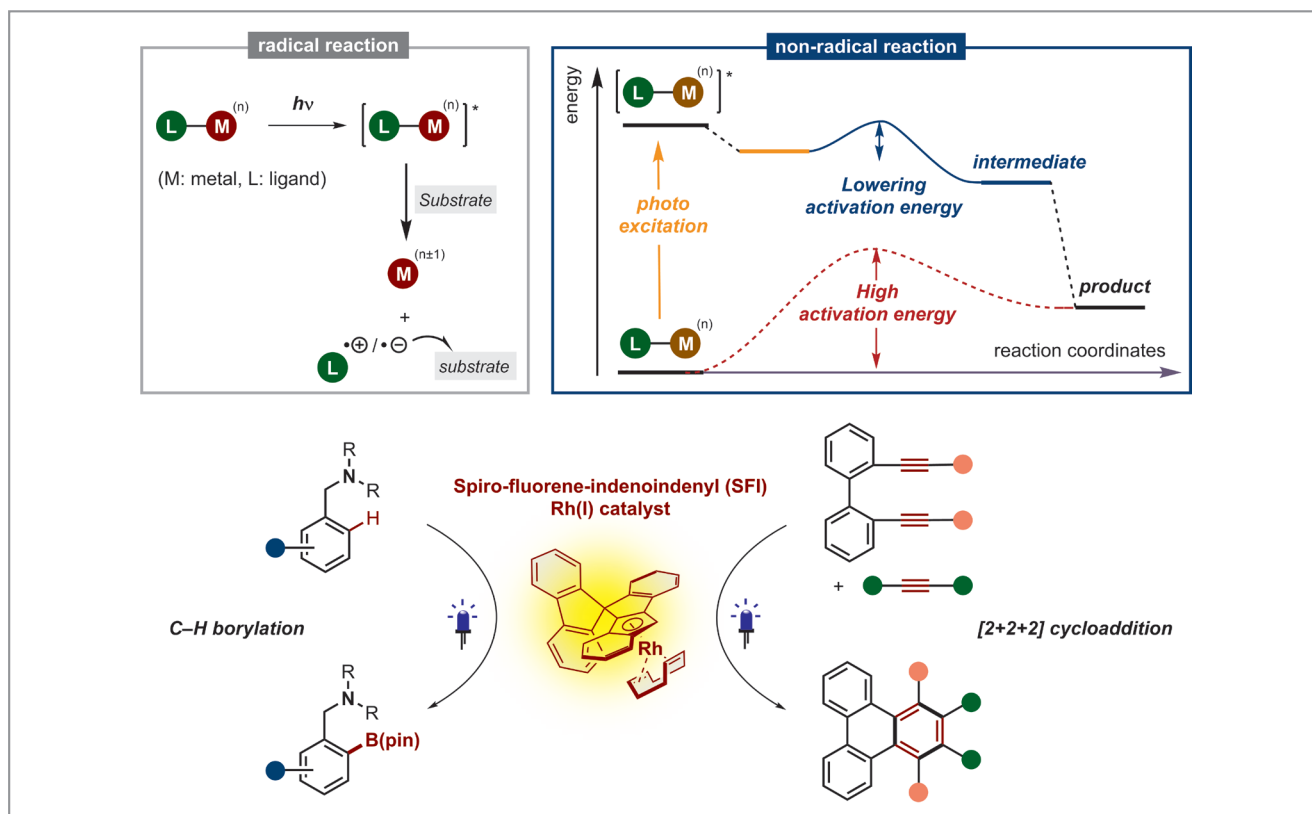 radical reaction
L
M
(n)
hν
[
L
M
(n)
]
*
(M: metal, L: ligand)
Substrate
M
(n±1)
+
L
•⊕/•⊖
substrate
non-radical reaction
energy
[
L
M
(n)
]
*
photo
excitation
Lowering
activation energy
intermediate
High
activation energy
product
L
M
(n)
reaction coordinates
R
N
R
H
C–H borylation
R
N
R
B(pin)
Spiro-fluorene-indenoindenyl (SFI)
Rh(I) catalyst
Rh
+
[2+2+2] cycloaddition